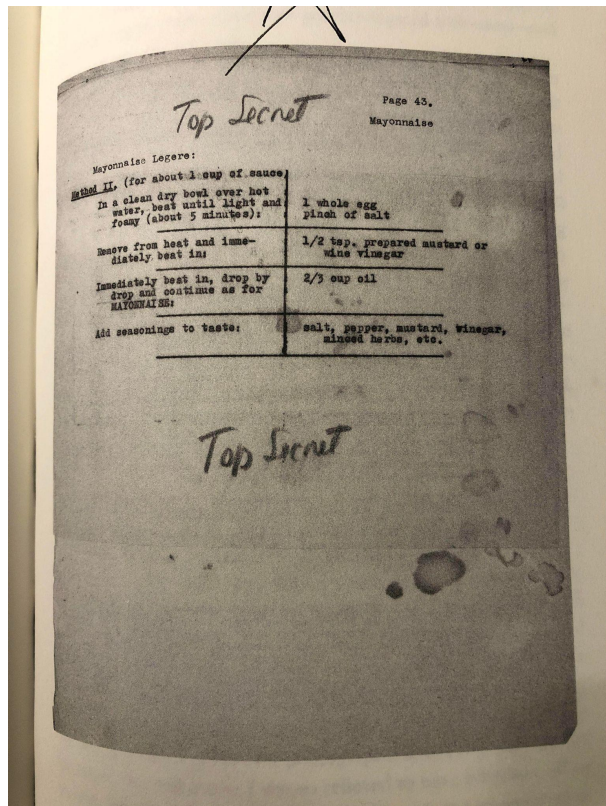 Top Secret
Page 43.
Mayonnaise
Mayonnaise Legere:
Method II. (for about 1 cup of sauce
In a clean dry bowl over hot
water, beat until light and
foamy (about 5 minutes):
1 whole egg
pinch of salt
Remove from heat and imme-
diately beat in:
1/2 tsp. prepared mustard or
wine vinegar
Immediately beat in, drop by
drop and continue as for
MAYONNAISE:
2/3 cup oil
Add seasonings to taste:
salt, pepper, mustard, vinegar,
minced herbs, etc.
Top Secret